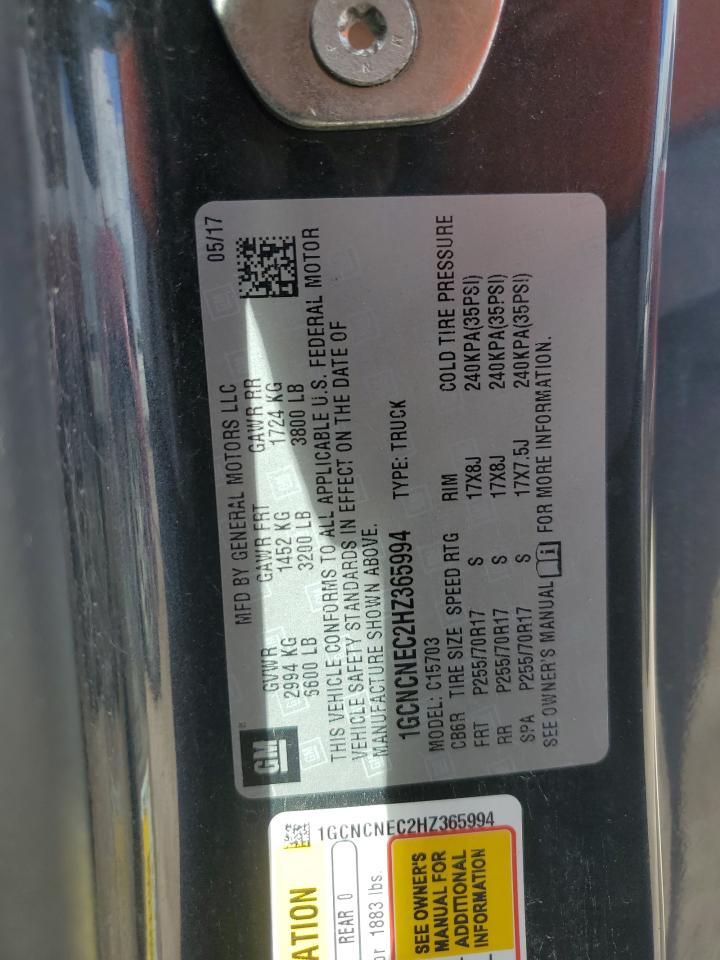 GM
MFD BY GENERAL MOTORS LLC 05/17
GVWR GAWR FRT GAWR RR
2994 KG 1452 KG 1724 KG
6600 LB 3200 LB 3800 LB
THIS VEHICLE CONFORMS TO ALL APPLICABLE U.S. FEDERAL MOTOR
VEHICLE SAFETY STANDARDS IN EFFECT ON THE DATE OF
MANUFACTURE SHOWN ABOVE.
1GCNCNEC2HZ365994 TYPE: TRUCK
MODEL: C15703
CB6R TIRE SIZE SPEED RTG RIM COLD TIRE PRESSURE
FRT P255/70R17 S 17X8J 240KPA(35PSI)
RR P255/70R17 S 17X8J 240KPA(35PSI)
SPA P255/70R17 S 17X7.5J 240KPA(35PSI)
SEE OWNER'S MANUAL FOR MORE INFORMATION.
1GCNCNEC2HZ365994
ATION
REAR 0
or 1883 lbs.
SEE OWNER'S
MANUAL FOR
ADDITIONAL
INFORMATION